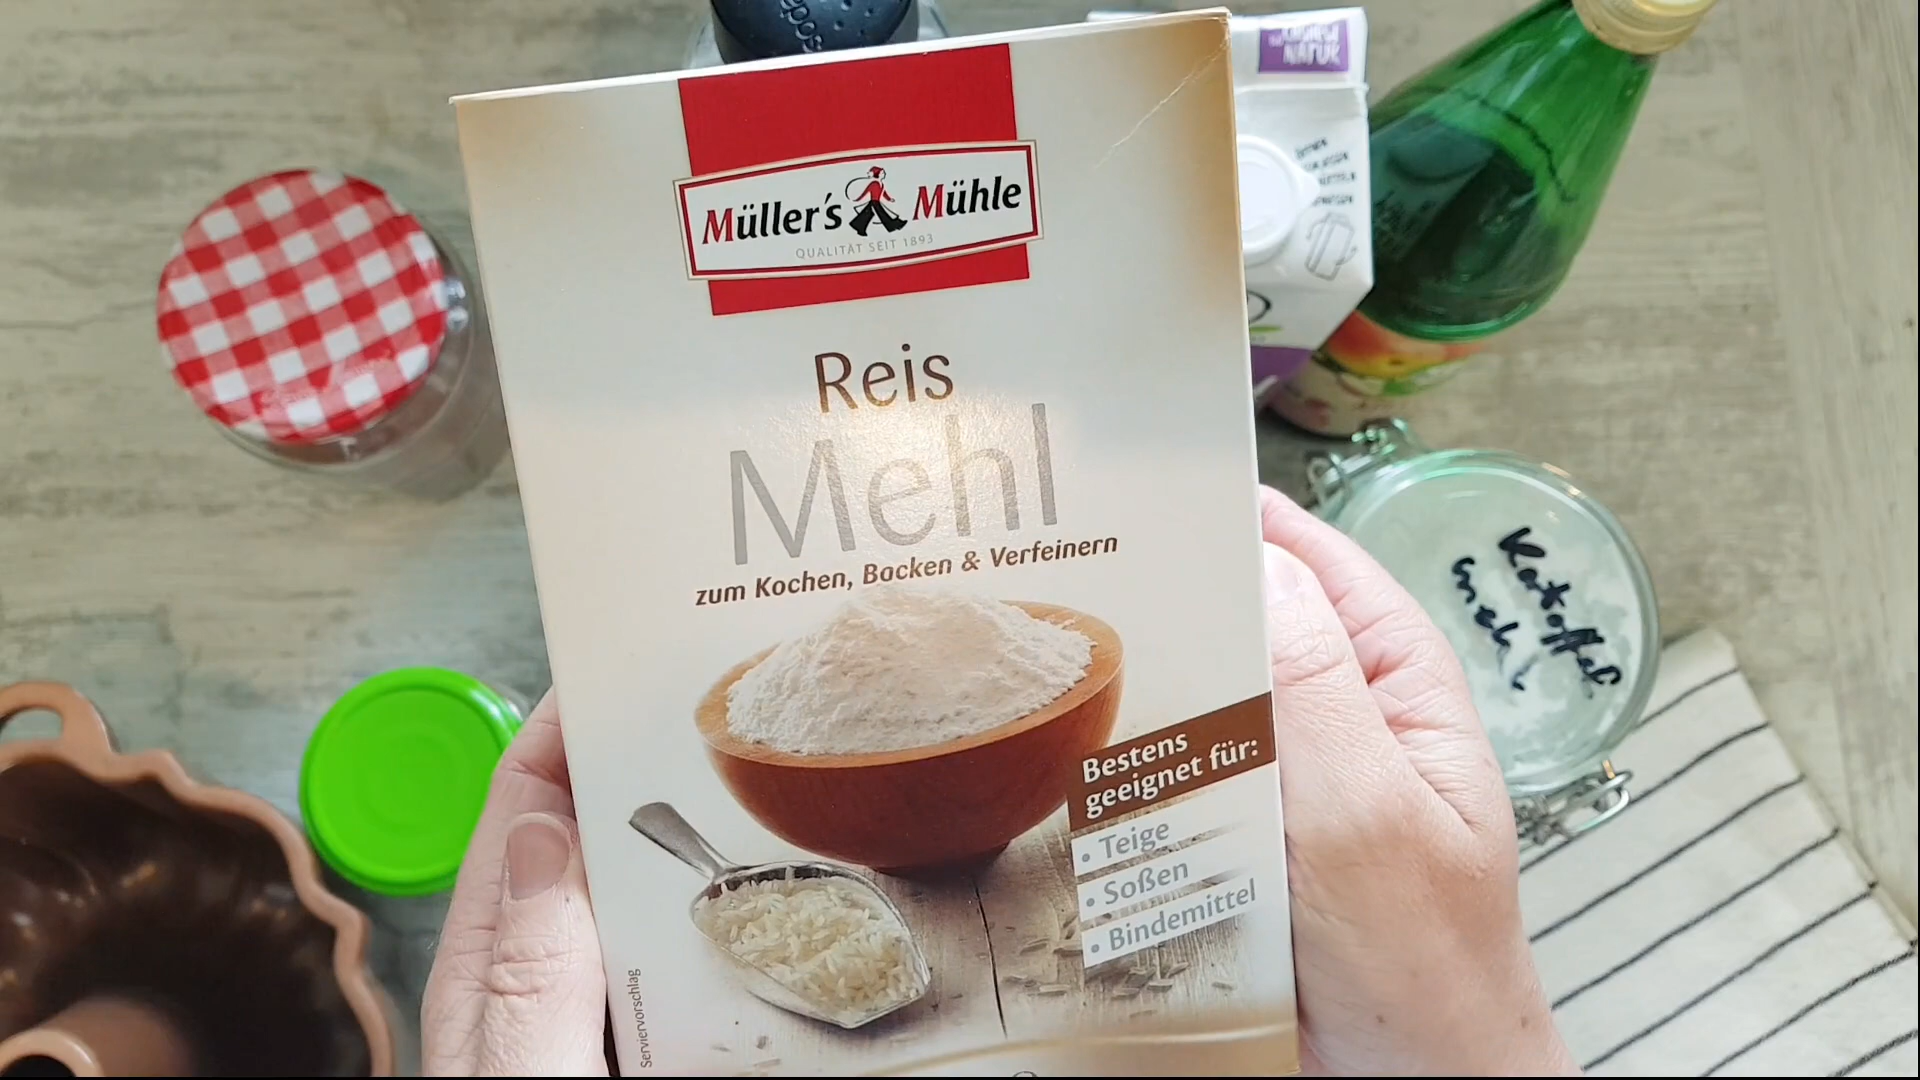 Müller's Mühle
QUALITÄT SEIT 1893
Reis
Mehl
zum Kochen, Backen & Verfeinern
Bestens
geeignet für:
• Teige
• Soßen
• Bindemittel
Serviervorschlag
NATUR
Kartoffel
mehl